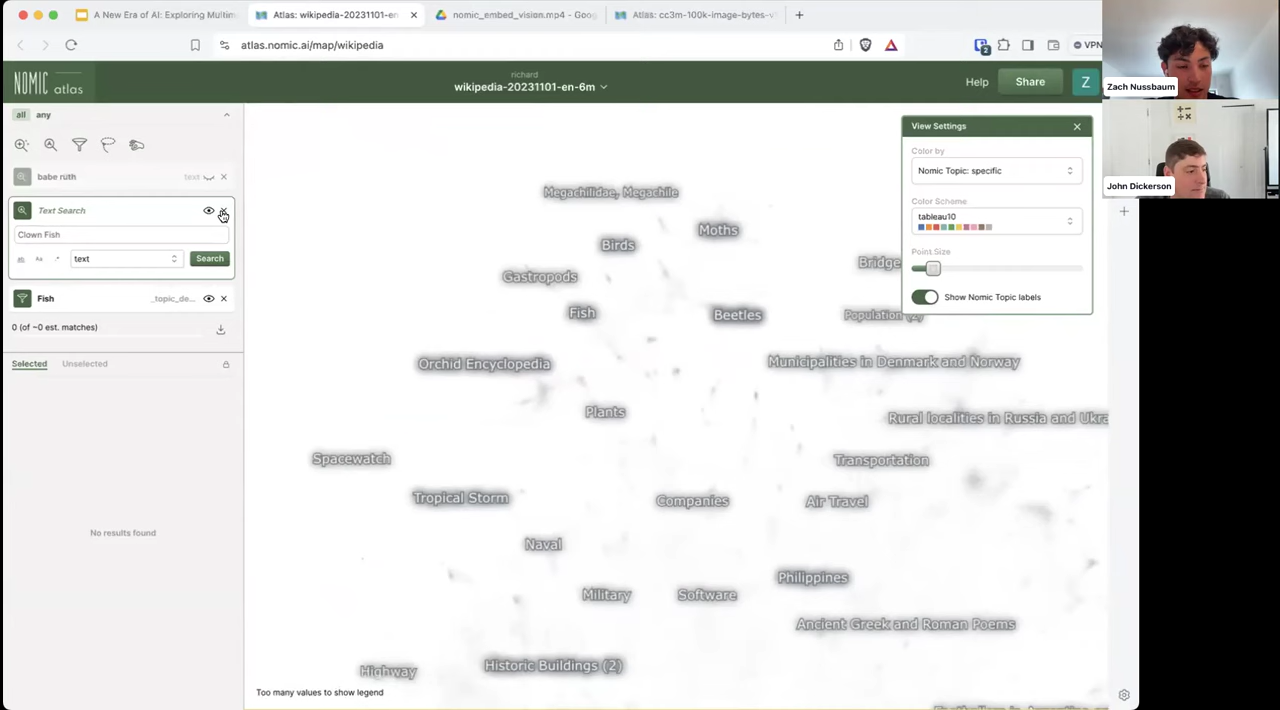 A New Era of AI: Exploring Multim
Atlas: wikipedia-20231101-en
nomic_embed_vision.mp4 - Goo
Atlas: cc3m-100k-image-bytes-v
atlas.nomic.ai/map/wikipedia
2
VPN
NOMIC atlas
richard
wikipedia-20231101-en-6m
Help
Share
Z
Zach Nussbaum
John Dickerson
all any
babe ruth
text
Text Search
Clown Fish
text
Search
Fish
_topic_de...
0 (of ~0 est. matches)
Selected
Unselected
No results found
View Settings
Color by
Nomic Topic: specific
Color Scheme
tableau10
Point Size
Show Nomic Topic labels
Megachilidae, Megachile
Moths
Birds
Bridge
Gastropods
Fish
Beetles
Population (2)
Orchid Encyclopedia
Municipalities in Denmark and Norway
Plants
Rural localities in Russia and Ukra
Spacewatch
Transportation
Tropical Storm
Companies
Air Travel
Naval
Philippines
Military
Software
Ancient Greek and Roman Poems
Historic Buildings (2)
Highway
Too many values to show legend